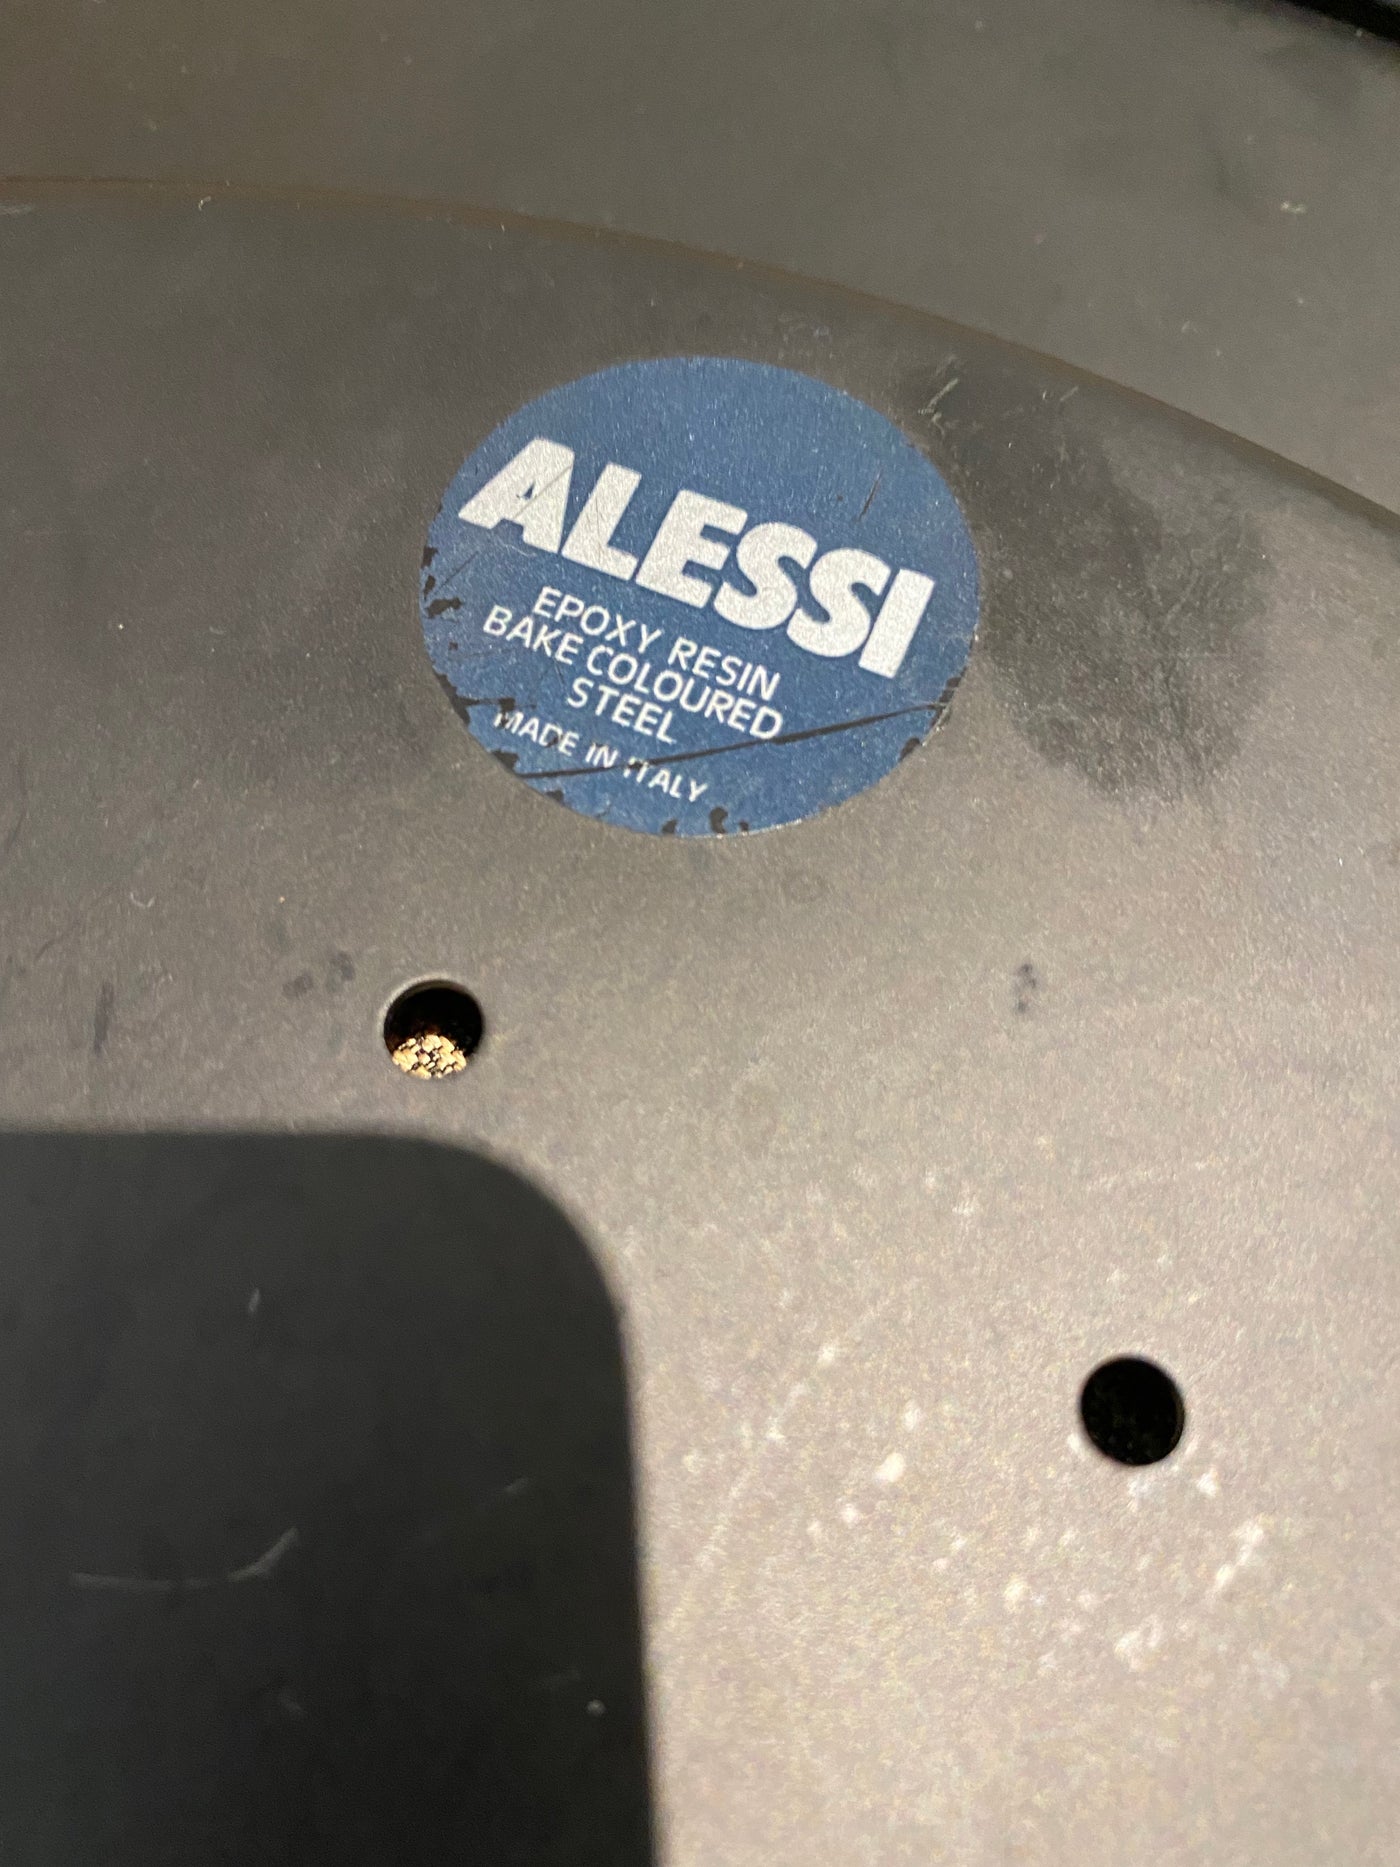 ALESSI
EPOXY RESIN
BAKE COLOURED
STEEL
MADE IN ITALY